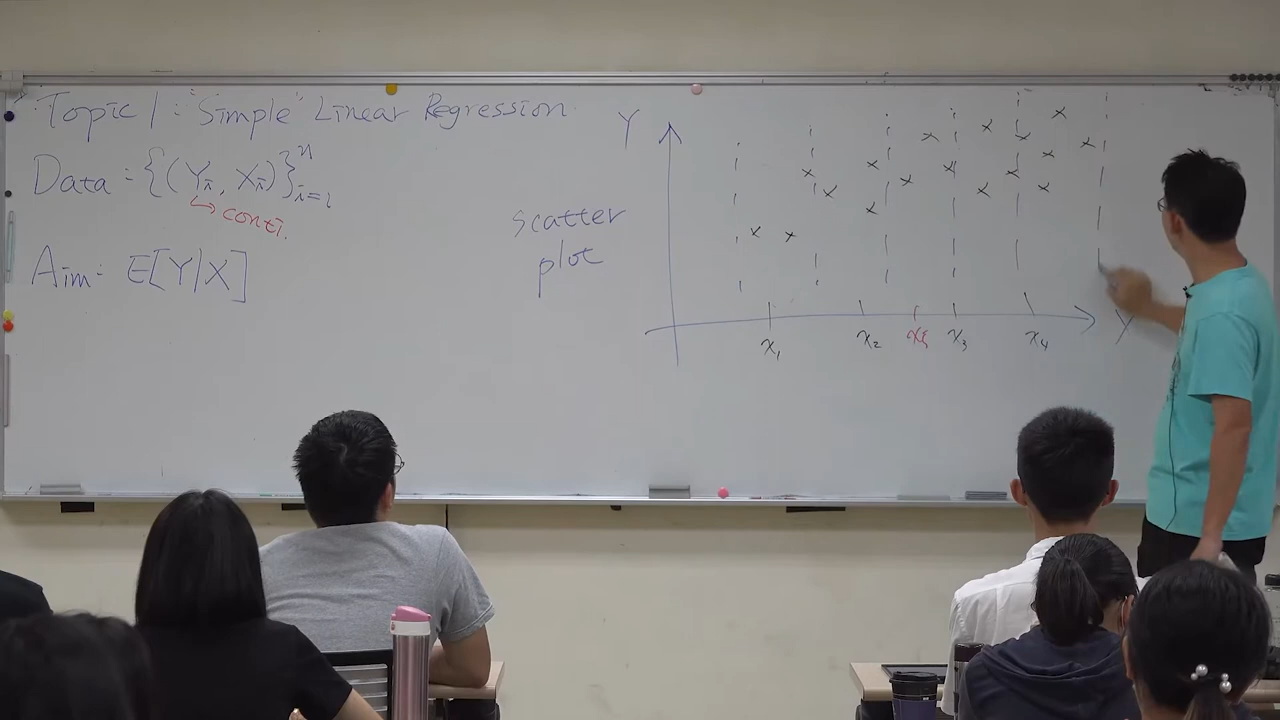 Topic 1 : "Simple" Linear Regression
Data : {(Yᵢ, Xᵢ)}ⁿᵢ₌₁
↳ conti.
Aim : E[Y|X]
scatter
plot
Y
x₁ x₂ x₃ x₄